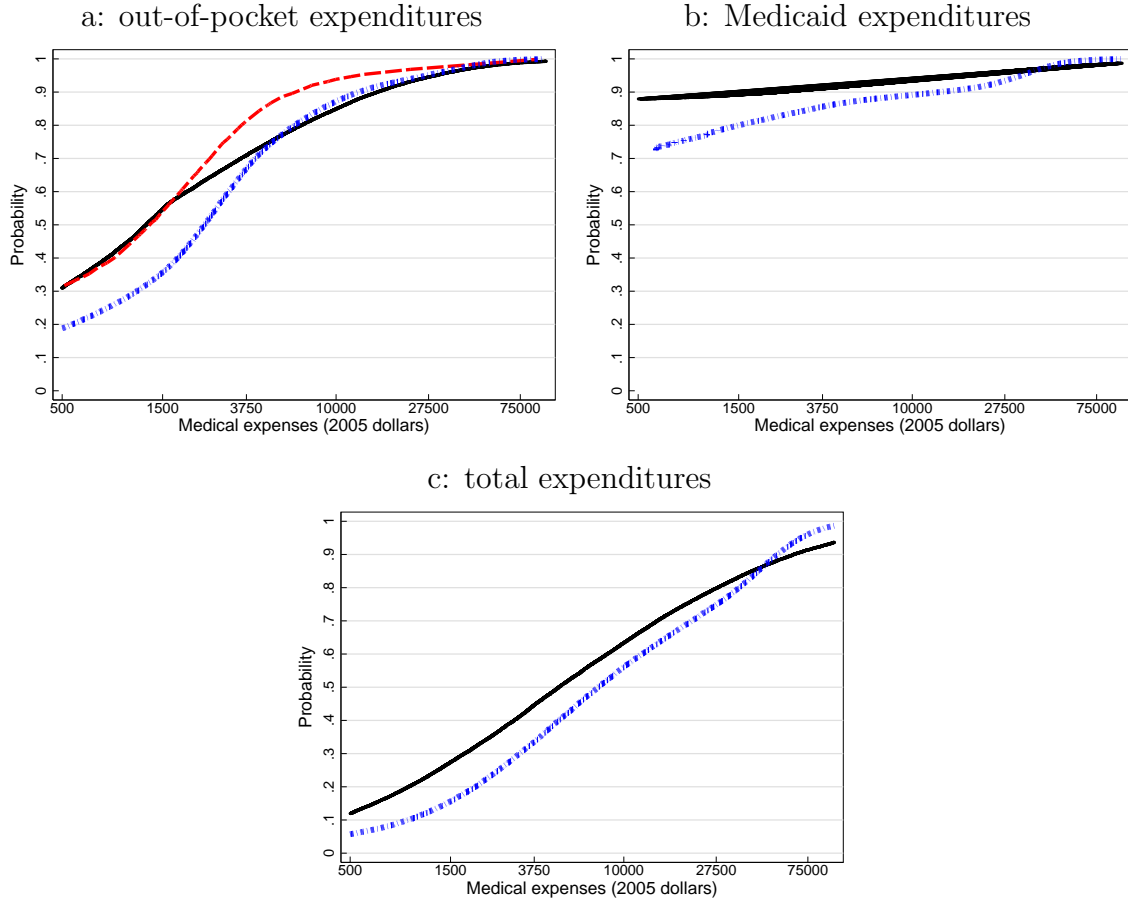 a: out-of-pocket expenditures
Probability
1
.9
.8
.7
.6
.5
.4
.3
.2
.1
0
500 1500 3750 10000 27500 75000
Medical expenses (2005 dollars)
b: Medicaid expenditures
Probability
1
.9
.8
.7
.6
.5
.4
.3
.2
.1
0
500 1500 3750 10000 27500 75000
Medical expenses (2005 dollars)
c: total expenditures
Probability
1
.9
.8
.7
.6
.5
.4
.3
.2
.1
0
500 1500 3750 10000 27500 75000
Medical expenses (2005 dollars)